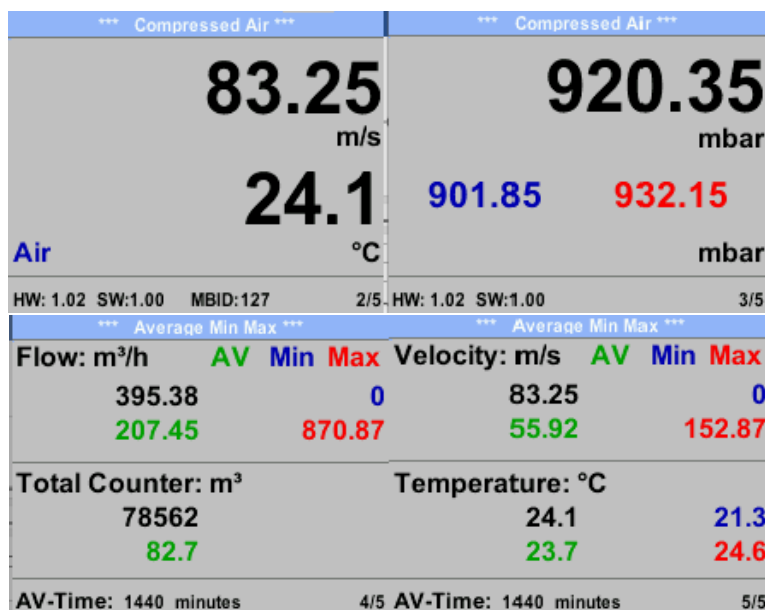 *** Compressed Air ***
83.25
m/s
24.1
Air °C
HW: 1.02 SW:1.00 MBID:127 2/5
*** Compressed Air ***
920.35
mbar
901.85 932.15
mbar
HW: 1.02 SW:1.00 3/5
*** Average Min Max ***
Flow: m³/h AV Min Max
395.38 0
207.45 870.87
Total Counter: m³
78562
82.7
AV-Time: 1440 minutes 4/5
*** Average Min Max ***
Velocity: m/s AV Min Max
83.25 0
55.92 152.87
Temperature: °C
24.1 21.3
23.7 24.6
AV-Time: 1440 minutes 5/5